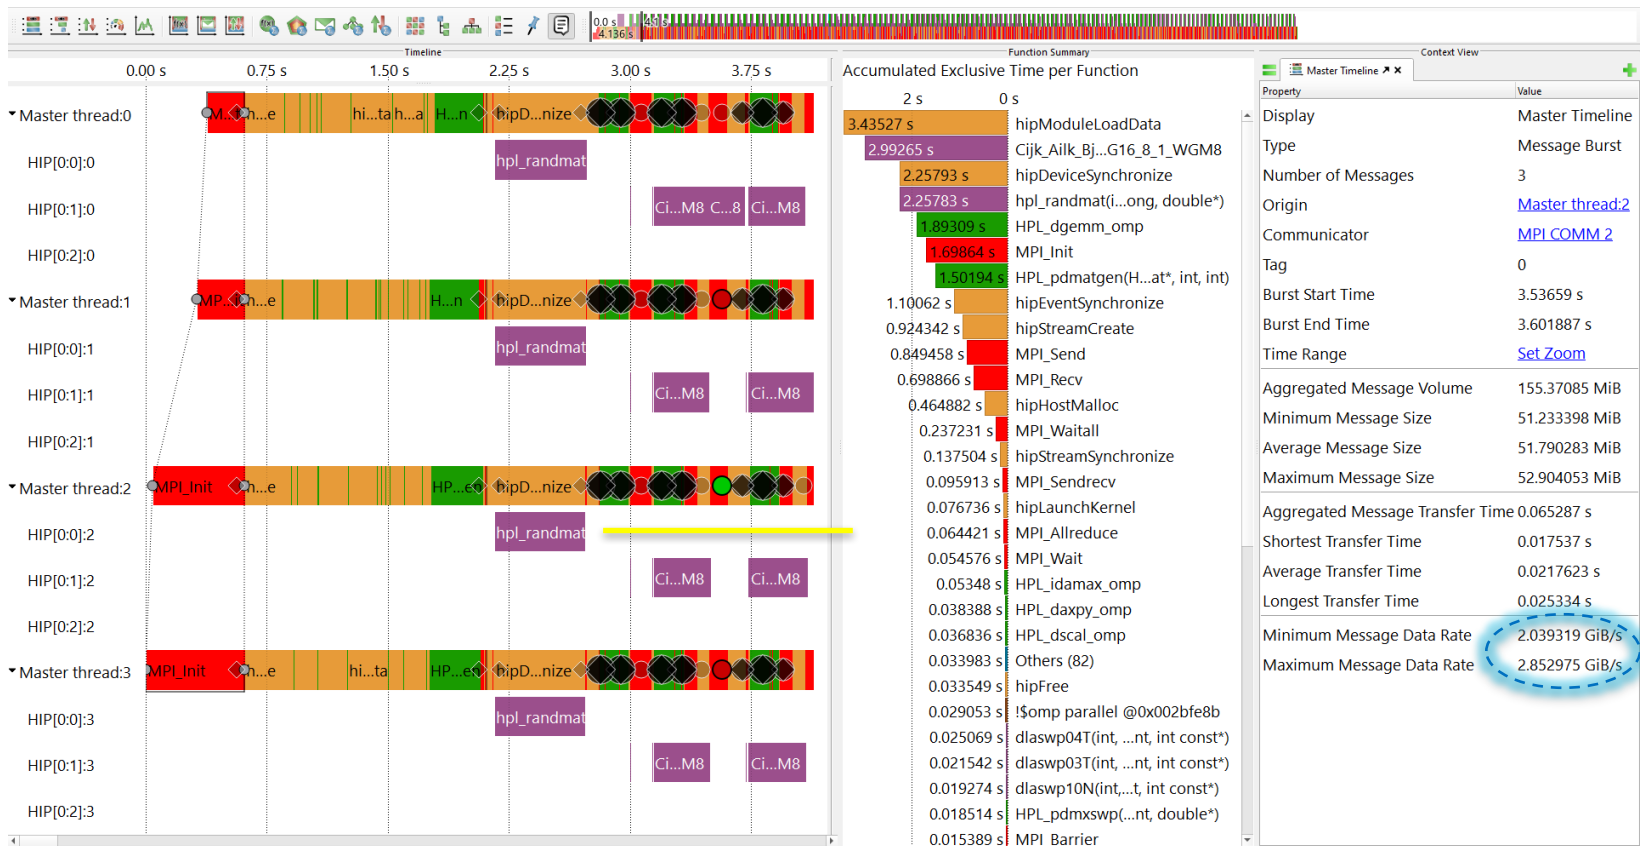 0.0 s
4.1 s
4.136 s
Timeline
0.00 s 0.75 s 1.50 s 2.25 s 3.00 s 3.75 s
Master thread:0
M... h...e hi...ta h...a H...n hipD...nize
HIP[0:0]:0
hpl_randmat
HIP[0:1]:0
Ci...M8 C...8 Ci...M8
HIP[0:2]:0
Master thread:1
h...e H...n hipD...nize
HIP[0:0]:1
hpl_randmat
HIP[0:1]:1
Ci...M8 Ci...M8
HIP[0:2]:1
Master thread:2
MPI_Init h...e HP...en hipD...nize
HIP[0:0]:2
hpl_randmat
HIP[0:1]:2
Ci...M8 Ci...M8
HIP[0:2]:2
Master thread:3
MPI_Init h...e hi...ta HP...en hipD...nize
HIP[0:0]:3
hpl_randmat
HIP[0:1]:3
Ci...M8 Ci...M8
HIP[0:2]:3
Function Summary
Accumulated Exclusive Time per Function
2 s 0 s
3.43527 s hipModuleLoadData
2.99265 s Cijk_Ailk_Bj...G16_8_1_WGM8
2.25793 s hipDeviceSynchronize
2.25783 s hpl_randmat(i...ong, double*)
1.89309 s HPL_dgemm_omp
1.69864 s MPI_Init
1.50194 s HPL_pdmatgen(H...at*, int, int)
1.10062 s hipEventSynchronize
0.924342 s hipStreamCreate
0.849458 s MPI_Send
0.698866 s MPI_Recv
0.464882 s hipHostMalloc
0.237231 s MPI_Waitall
0.137504 s hipStreamSynchronize
0.095913 s MPI_Sendrecv
0.076736 s hipLaunchKernel
0.064421 s MPI_Allreduce
0.054576 s MPI_Wait
0.05348 s HPL_idamax_omp
0.038388 s HPL_daxpy_omp
0.036836 s HPL_dscal_omp
0.033983 s Others (82)
0.033549 s hipFree
0.029053 s !$omp parallel @0x002bfe8b
0.025069 s dlaswp04T(int, ...nt, int const*)
0.021542 s dlaswp03T(int, ...nt, int const*)
0.019274 s dlaswp10N(int,...t, int const*)
0.018514 s HPL_pdmxswp(...nt, double*)
0.015389 s MPI_Barrier
Context View
Master Timeline
Property Value
Display Master Timeline
Type Message Burst
Number of Messages 3
Origin Master thread:2
Communicator MPI COMM 2
Tag 0
Burst Start Time 3.53659 s
Burst End Time 3.601887 s
Time Range Set Zoom
Aggregated Message Volume 155.37085 MiB
Minimum Message Size 51.233398 MiB
Average Message Size 51.790283 MiB
Maximum Message Size 52.904053 MiB
Aggregated Message Transfer Time 0.065287 s
Shortest Transfer Time 0.017537 s
Average Transfer Time 0.0217623 s
Longest Transfer Time 0.025334 s
Minimum Message Data Rate 2.039319 GiB/s
Maximum Message Data Rate 2.852975 GiB/s